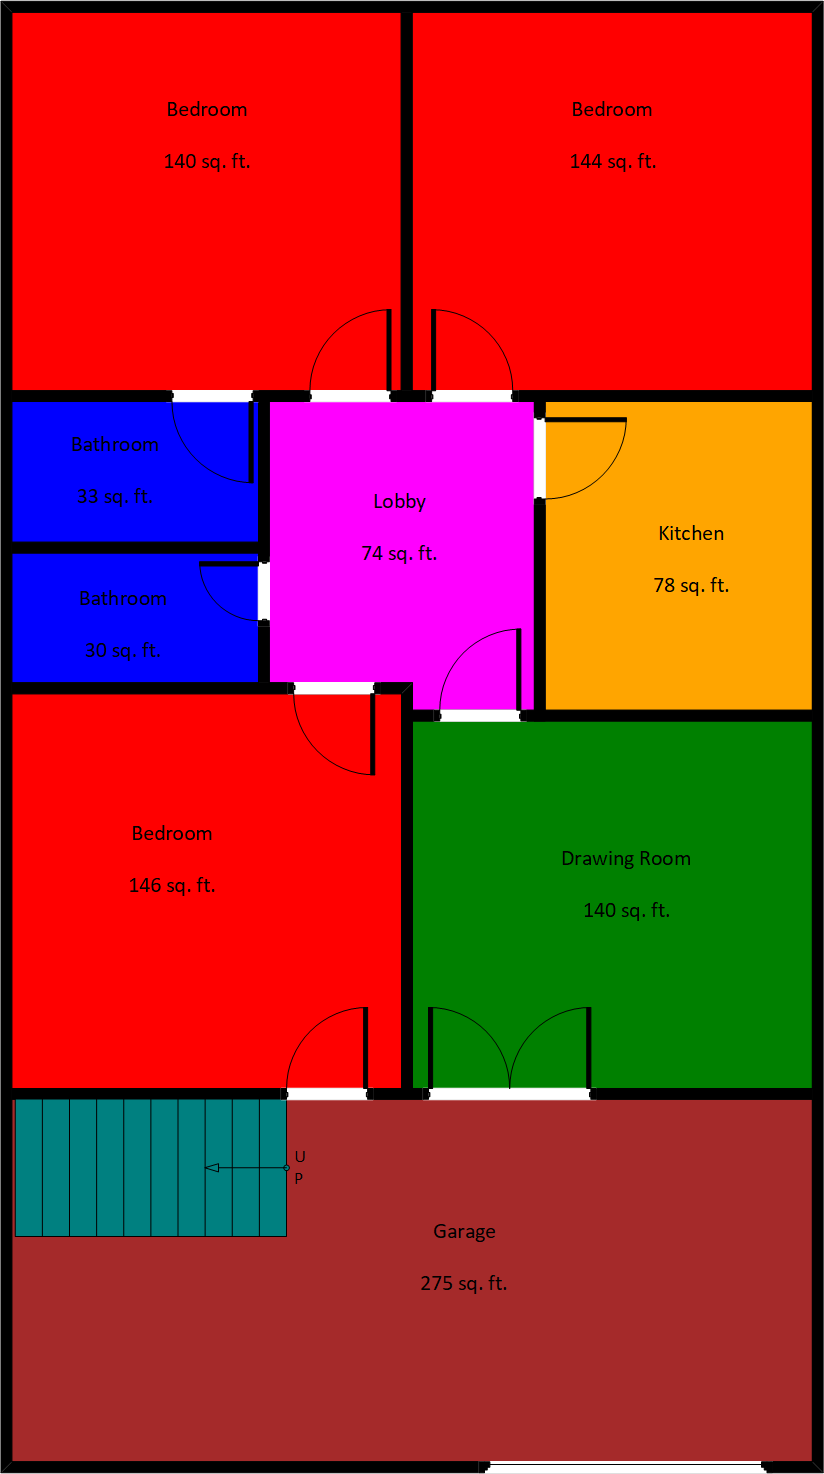 Bedroom
140 sq. ft.
Bedroom
144 sq. ft.
Bathroom
33 sq. ft.
Lobby
74 sq. ft.
Kitchen
78 sq. ft.
Bathroom
30 sq. ft.
Bedroom
146 sq. ft.
Drawing Room
140 sq. ft.
U
P
Garage
275 sq. ft.